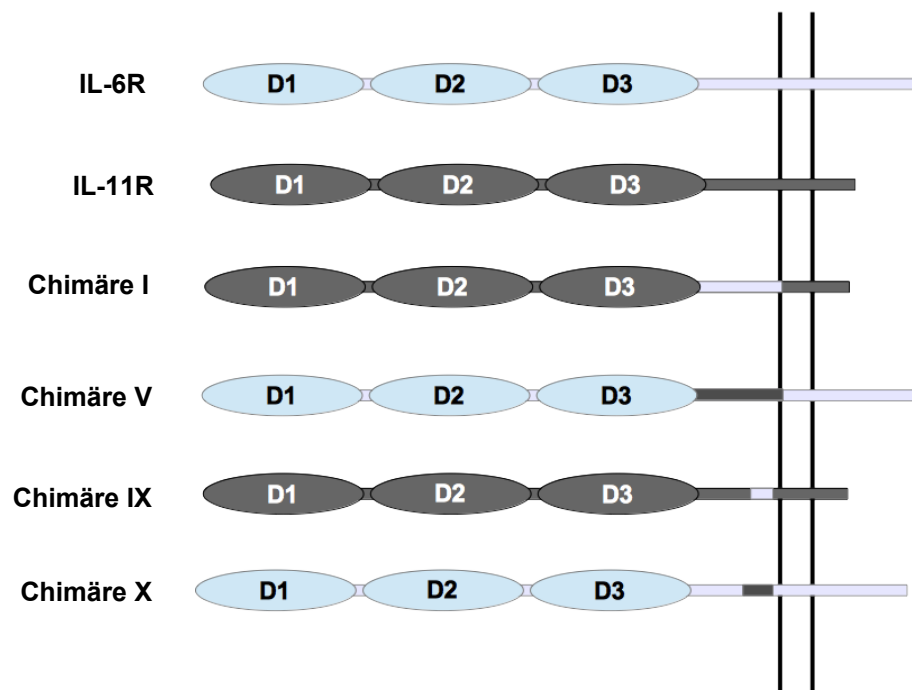 IL-6R D1 D2 D3
IL-11R D1 D2 D3
Chimäre I D1 D2 D3
Chimäre V D1 D2 D3
Chimäre IX D1 D2 D3
Chimäre X D1 D2 D3